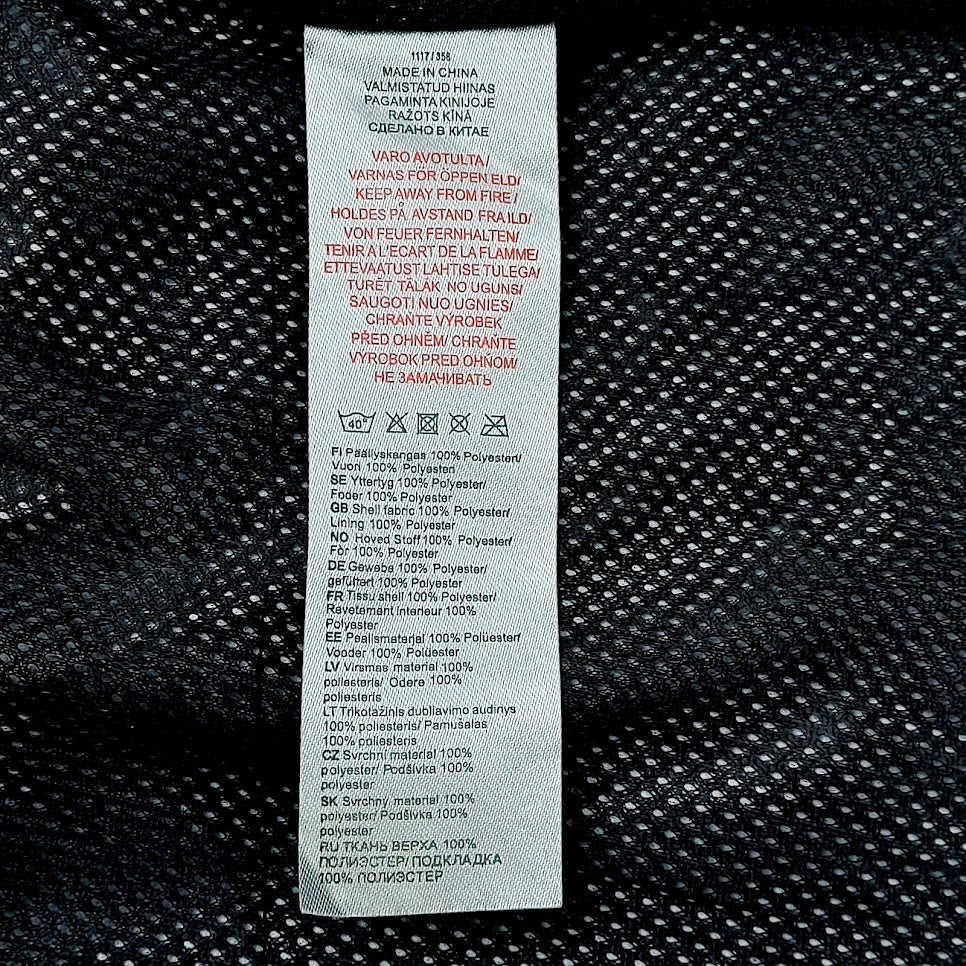 1117/358
MADE IN CHINA
VALMISTATUD HIINAS
PAGAMINTA KINIJOJE
RAŽOTS ĶĪNĀ
СДЕЛАНО В КИТАЕ
VARO AVOTULTA/
VARNAS FÖR ÖPPEN ELD/
KEEP AWAY FROM FIRE/
HOLDES PÅ AVSTAND FRA ILD/
VON FEUER FERNHALTEN/
TENIR A L'ECART DE LA FLAMME/
ETTEVAATUST LAHTISE TULEGA/
TURĒT TĀLĀK NO UGUNS/
SAUGOTI NUO UGNIES/
CHRANTE VÝROBEK
PŘED OHNĚM/ CHRAŇTE
VÝROBOK PRED OHŇOM/
НЕ ЗАМАЧИВАТЬ
40°
FI Päällyskangas 100% Polyesteri/
Vuori 100% Polyesteri
SE Yttertyg 100% Polyester/
Foder 100% Polyester
GB Shell fabric 100% Polyester/
Lining 100% Polyester
NO Hoved Stoff 100% Polyester/
Fôr 100% Polyester
DE Gewebe 100% Polyester/
gefüttert 100% Polyester
FR Tissu shell 100% Polyester/
Revetement interieur 100%
Polyester
EE Pealismaterjal 100% Polüester/
Vooder 100% Polüester
LV Virsmas material 100%
poliesteris/ Odere 100%
poliesteris
LT Trikotažinis dubliavimo audinys
100% poliesteris/ Pamušalas
100% poliesteris
CZ Svrchní material 100%
polyester/ Podšívka 100%
polyester
SK Svrchný material 100%
polyester/ Podšívka 100%
polyester
RU ТКАНЬ ВЕРХА 100%
ПОЛИЭСТЕР/ ПОДКЛАДКА
100% ПОЛИЭСТЕР